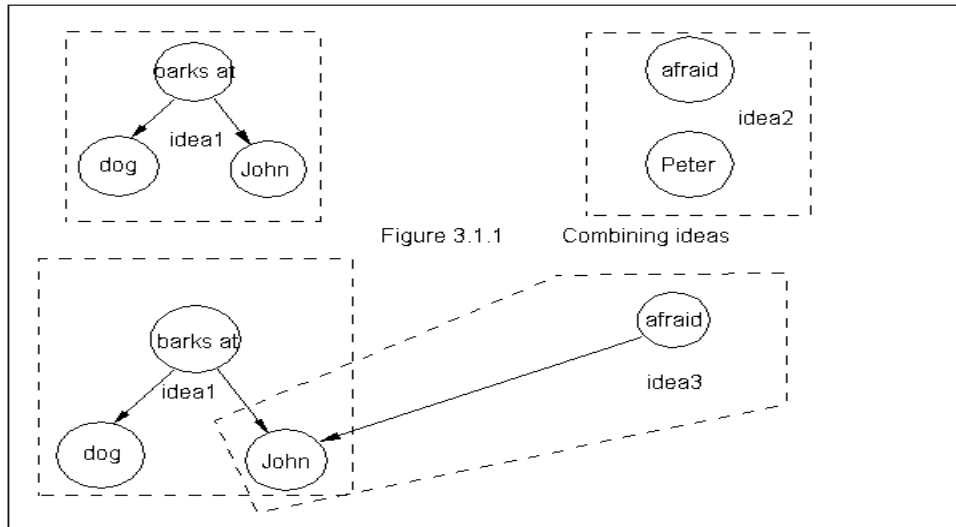 barks at
idea1
dog
John
afraid
idea2
Peter
Figure 3.1.1 Combining ideas
barks at
idea1
dog
John
afraid
idea3